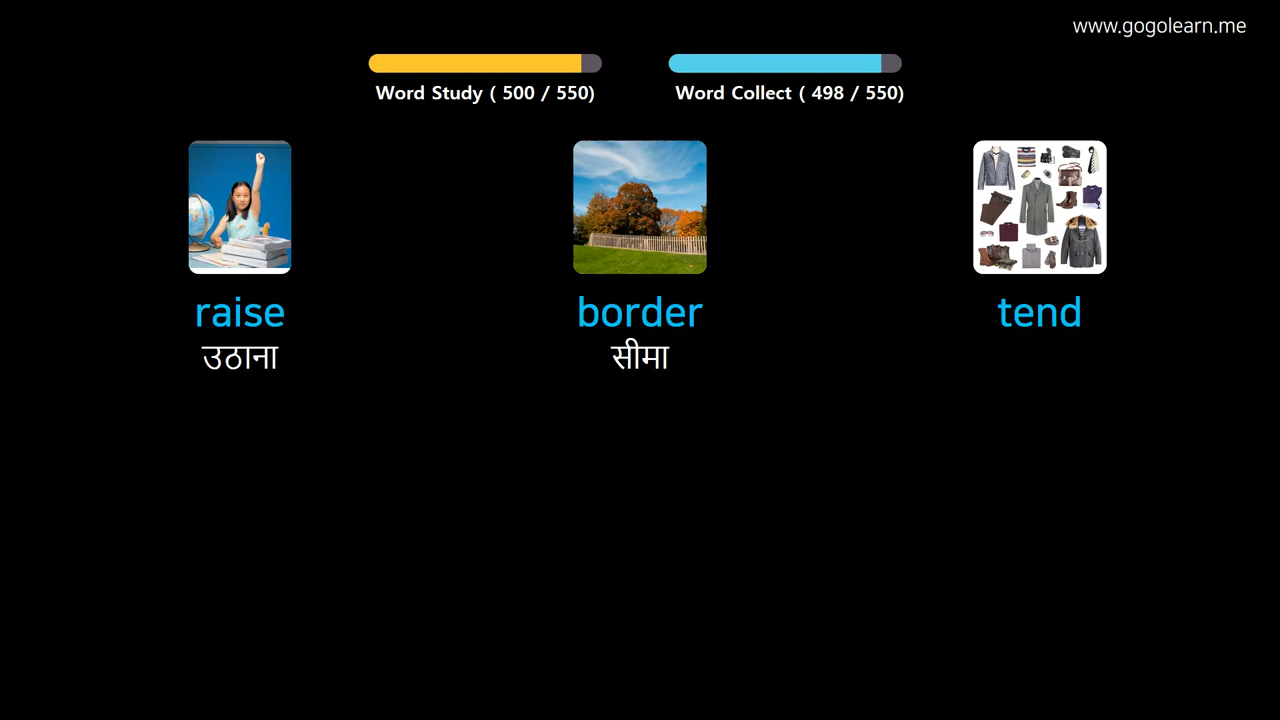 www.gogolearn.me
Word Study ( 500 / 550)
Word Collect ( 498 / 550)
raise
उठाना
border
सीमा
tend